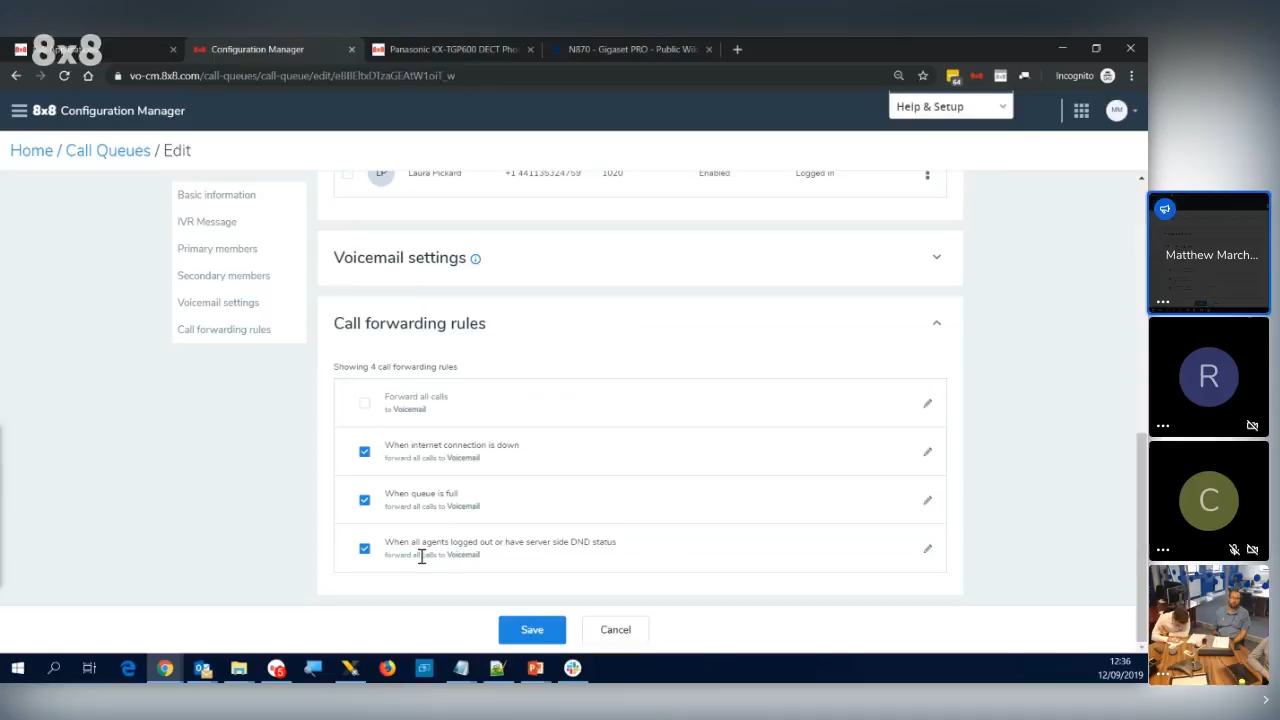 8x8
Configuration Manager
Panasonic KX-TGP600 DECT Pho
N870 - Gigaset PRO - Public Wik
vo-cm.8x8.com/call-queues/call-queue/edit/
Incognito
64
8x8 Configuration Manager
Help & Setup
MM
Home / Call Queues / Edit
Basic information
IVR Message
Primary members
Secondary members
Voicemail settings
Call forwarding rules
LP
Laura Pickard
+1 441135324759
1020
Enabled
Logged in
Voicemail settings
Call forwarding rules
Showing 4 call forwarding rules
Forward all calls
to Voicemail
When internet connection is down
forward all calls to Voicemail
When queue is full
forward all calls to Voicemail
When all agents logged out or have server side DND status
forward all calls to Voicemail
Save
Cancel
Matthew March...
R
C
12:36
12/09/2019